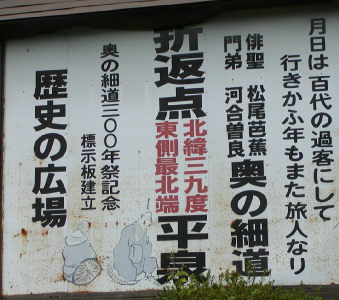 月日は百代の過客にして
行きかふ年もまた旅人なり
俳聖 松尾芭蕉
門弟 河合曽良
奥の細道
折返点
北緯三九度
東側最北端
平泉
奥の細道三〇〇年祭記念
標示板建立
歴史の広場